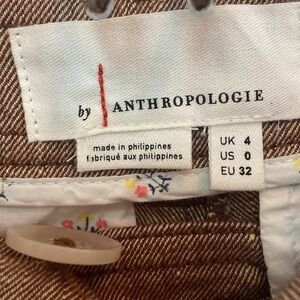 by ANTHROPOLOGIE
made in philippines
fabriqué aux philippines
UK 4
US 0
EU 32